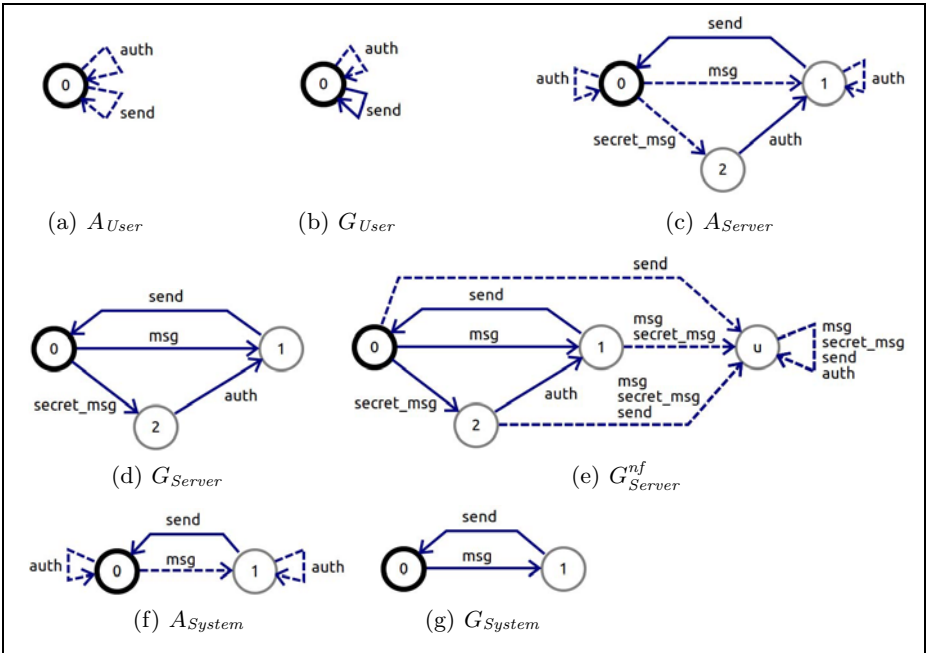 auth
0
send
(a) A_User
auth
0
send
(b) G_User
send
auth
0
msg
1
auth
secret_msg
auth
2
(c) A_Server
send
0
msg
1
secret_msg
auth
2
(d) G_Server
send
send
0
msg
1
msg
secret_msg
u
msg
secret_msg
send
auth
secret_msg
auth
msg
secret_msg
send
2
(e) G^nf_Server
send
auth
0
msg
1
auth
(f) A_System
send
0
msg
1
(g) G_System